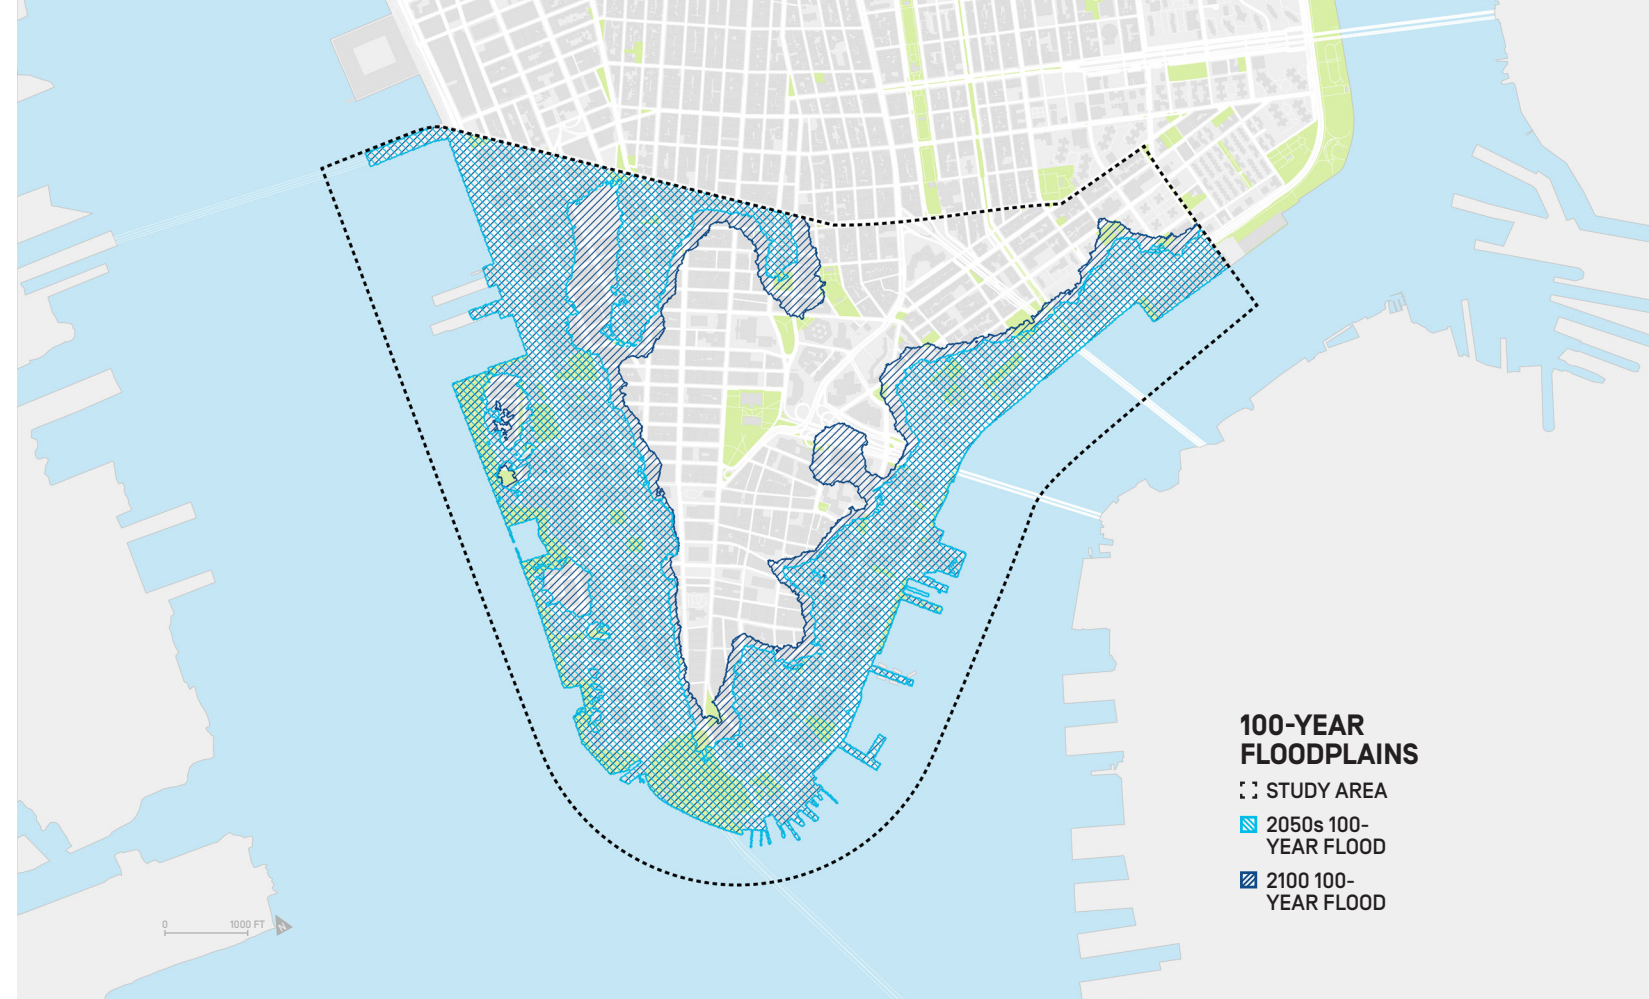 100-YEAR
FLOODPLAINS
STUDY AREA
2050s 100-
YEAR FLOOD
2100 100-
YEAR FLOOD
0 1000 FT N